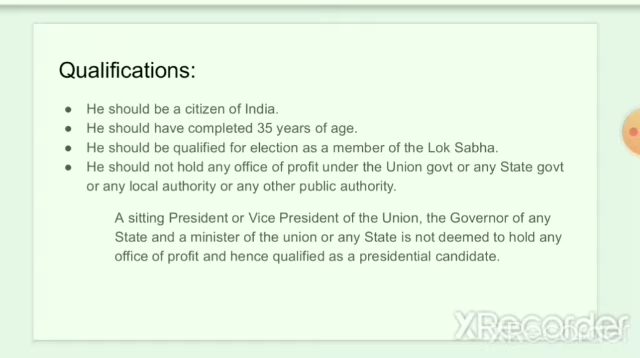 Qualifications:
● He should be a citizen of India.
● He should have completed 35 years of age.
● He should be qualified for election as a member of the Lok Sabha.
● He should not hold any office of profit under the Union govt or any State govt
or any local authority or any other public authority.
A sitting President or Vice President of the Union, the Governor of any
State and a minister of the union or any State is not deemed to hold any
office of profit and hence qualified as a presidential candidate.
XRecorder